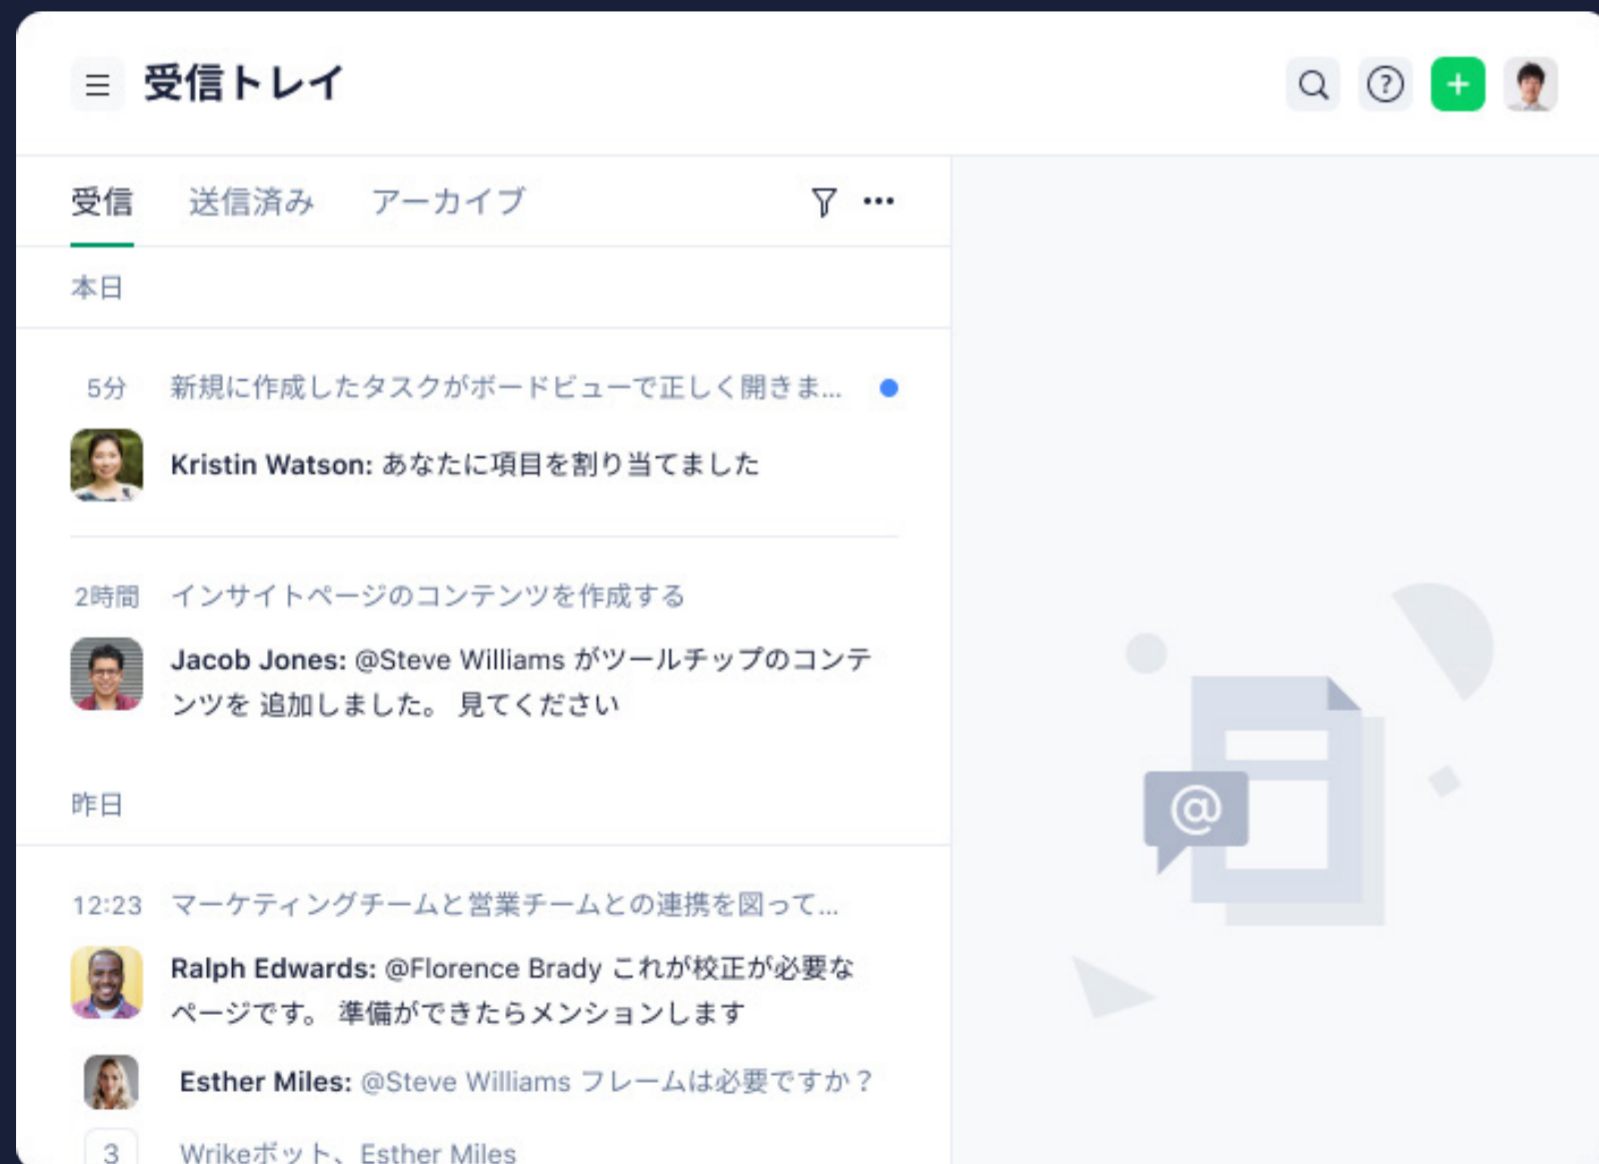 受信トレイ
受信 送信済み アーカイブ
本日
5分 新規に作成したタスクがボードビューで正しく開きま...
Kristin Watson: あなたに項目を割り当てました
2時間 インサイトページのコンテンツを作成する
Jacob Jones: @Steve Williams がツールチップのコンテ
ンツを 追加しました。 見てください
昨日
12:23 マーケティングチームと営業チームとの連携を図って...
Ralph Edwards: @Florence Brady これが校正が必要な
ページです。 準備ができたらメンションします
Esther Miles: @Steve Williams フレームは必要ですか？
3 Wrikeボット、Esther Miles
@